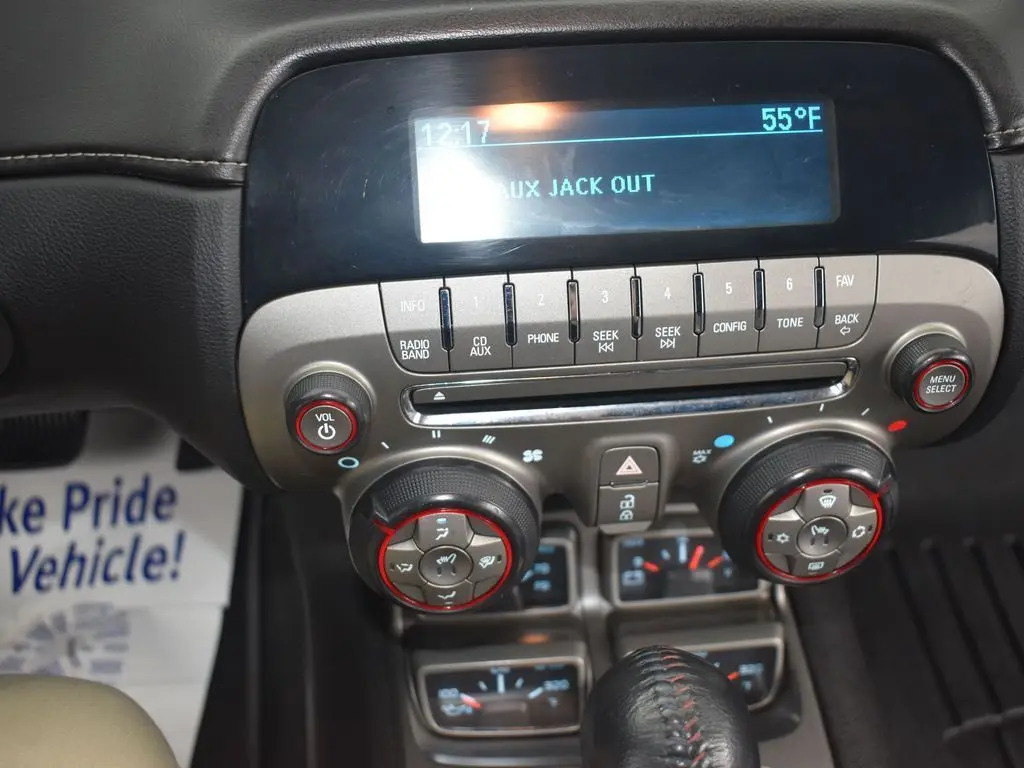 12:17 55°F
AUX JACK OUT
INFO 1 2 3 4 5 6 FAV
RADIO BAND CD AUX PHONE SEEK SEEK CONFIG TONE BACK
VOL
MENU SELECT
MAX
ke Pride
Vehicle!